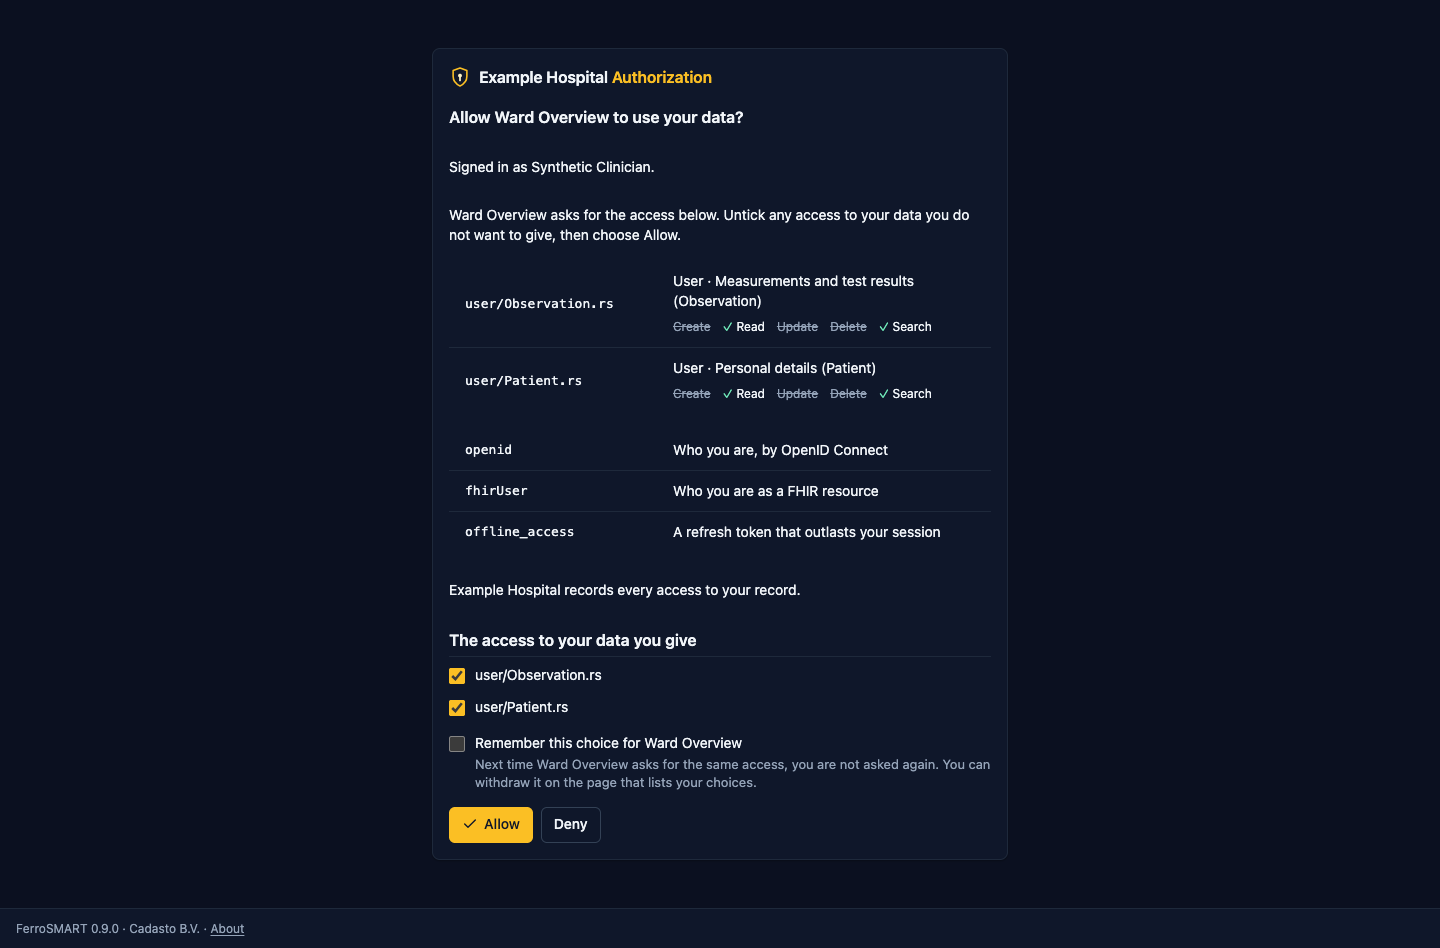 Example Hospital Authorization
Allow Ward Overview to use your data?
Signed in as Synthetic Clinician.
Ward Overview asks for the access below. Untick any access to your data you do
not want to give, then choose Allow.
user/Observation.rs
User · Measurements and test results
(Observation)
Create ✓ Read Update Delete ✓ Search
user/Patient.rs
User · Personal details (Patient)
Create ✓ Read Update Delete ✓ Search
openid Who you are, by OpenID Connect
fhirUser Who you are as a FHIR resource
offline_access A refresh token that outlasts your session
Example Hospital records every access to your record.
The access to your data you give
user/Observation.rs
user/Patient.rs
Remember this choice for Ward Overview
Next time Ward Overview asks for the same access, you are not asked again. You can
withdraw it on the page that lists your choices.
Allow Deny
FerroSMART 0.9.0 · Cadasto B.V. · About